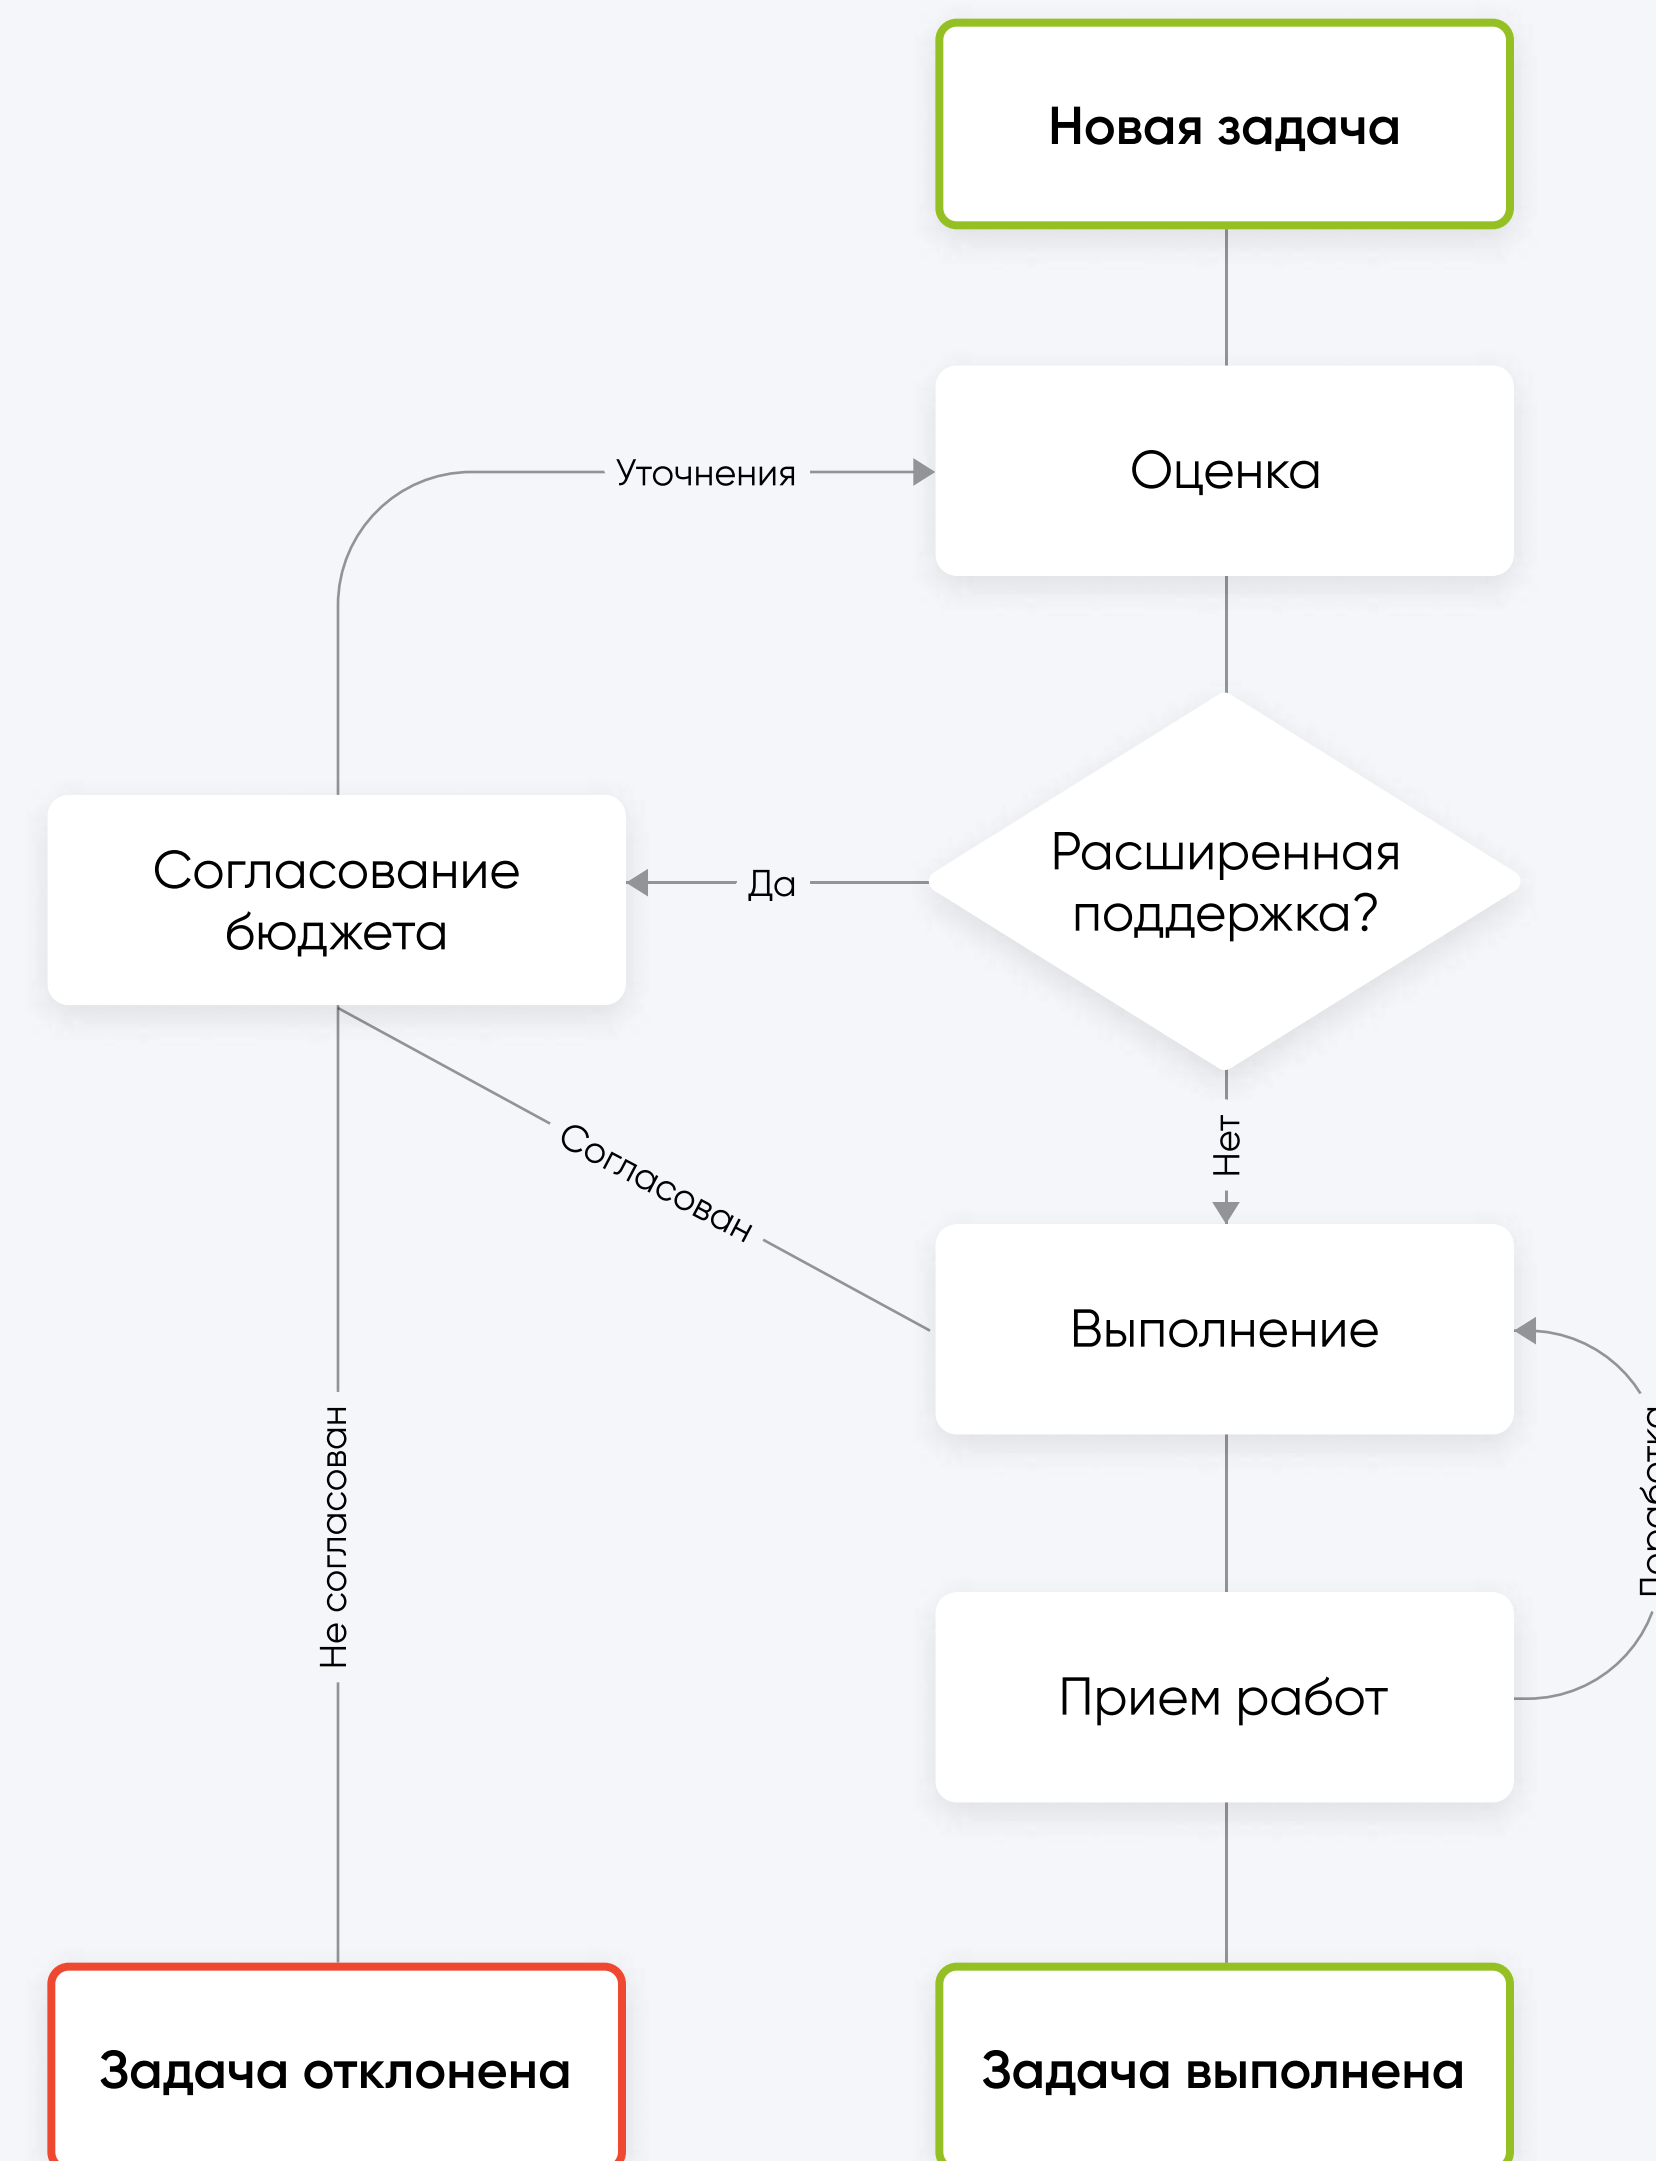 Новая задача
Уточнения
Оценка
Согласование
бюджета
Да
Расширенная
поддержка?
Нет
Согласован
Выполнение
Не согласован
Прием работ
Задача отклонена
Задача выполнена